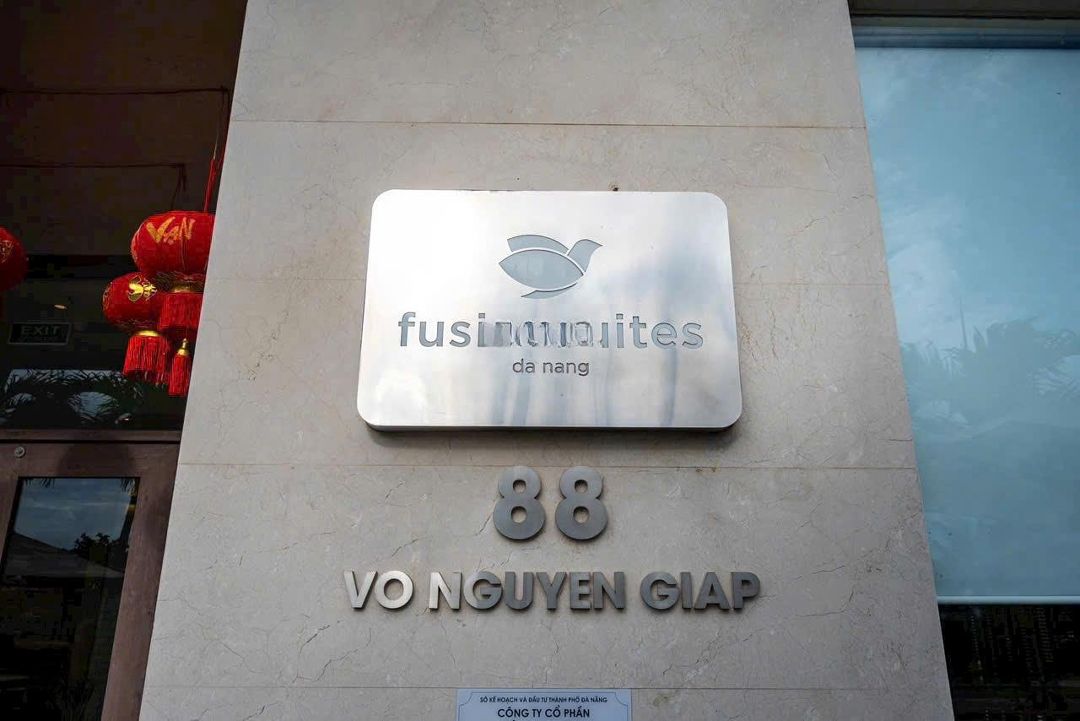 VẠN
EXIT
da nang
88
VO NGUYEN GIAP
SỞ KẾ HOẠCH VÀ ĐẦU TƯ THÀNH PHỐ ĐÀ NẴNG
CÔNG TY CỔ PHẦN